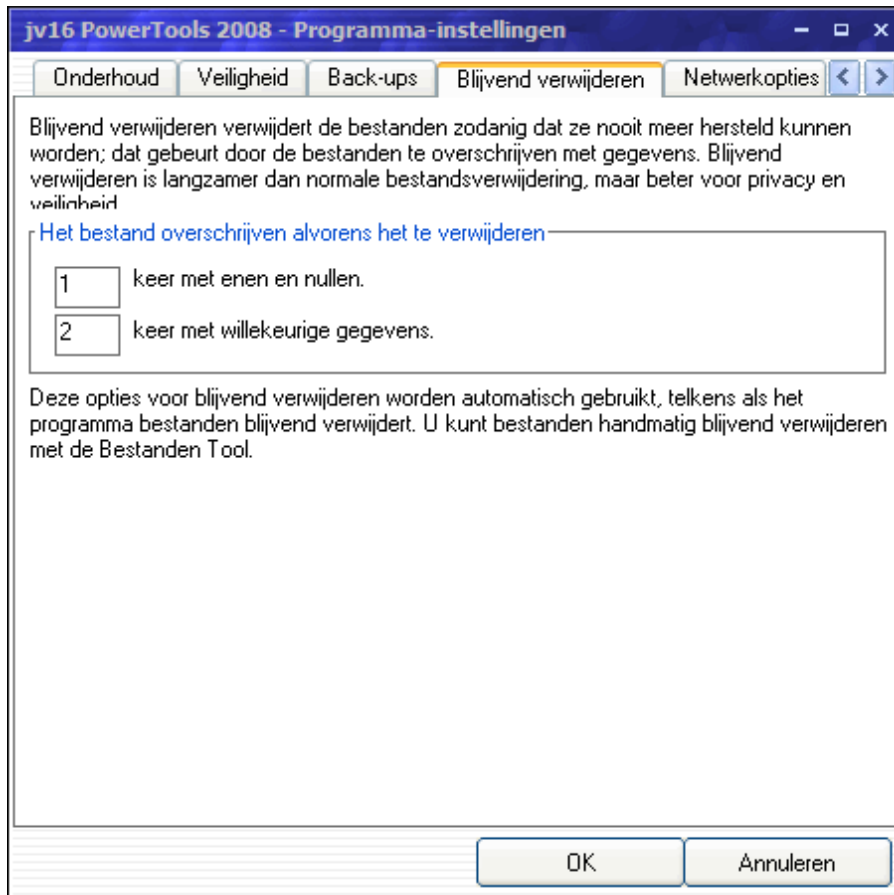 jv16 PowerTools 2008 - Programma-instellingen
Onderhoud Veiligheid Back-ups Blijvend verwijderen Netwerkopties
Blijvend verwijderen verwijdert de bestanden zodanig dat ze nooit meer hersteld kunnen
worden; dat gebeurt door de bestanden te overschrijven met gegevens. Blijvend
verwijderen is langzamer dan normale bestandsverwijdering, maar beter voor privacy en
veiligheid.
Het bestand overschrijven alvorens het te verwijderen
1 keer met enen en nullen.
2 keer met willekeurige gegevens.
Deze opties voor blijvend verwijderen worden automatisch gebruikt, telkens als het
programma bestanden blijvend verwijdert. U kunt bestanden handmatig blijvend verwijderen
met de Bestanden Tool.
OK Annuleren